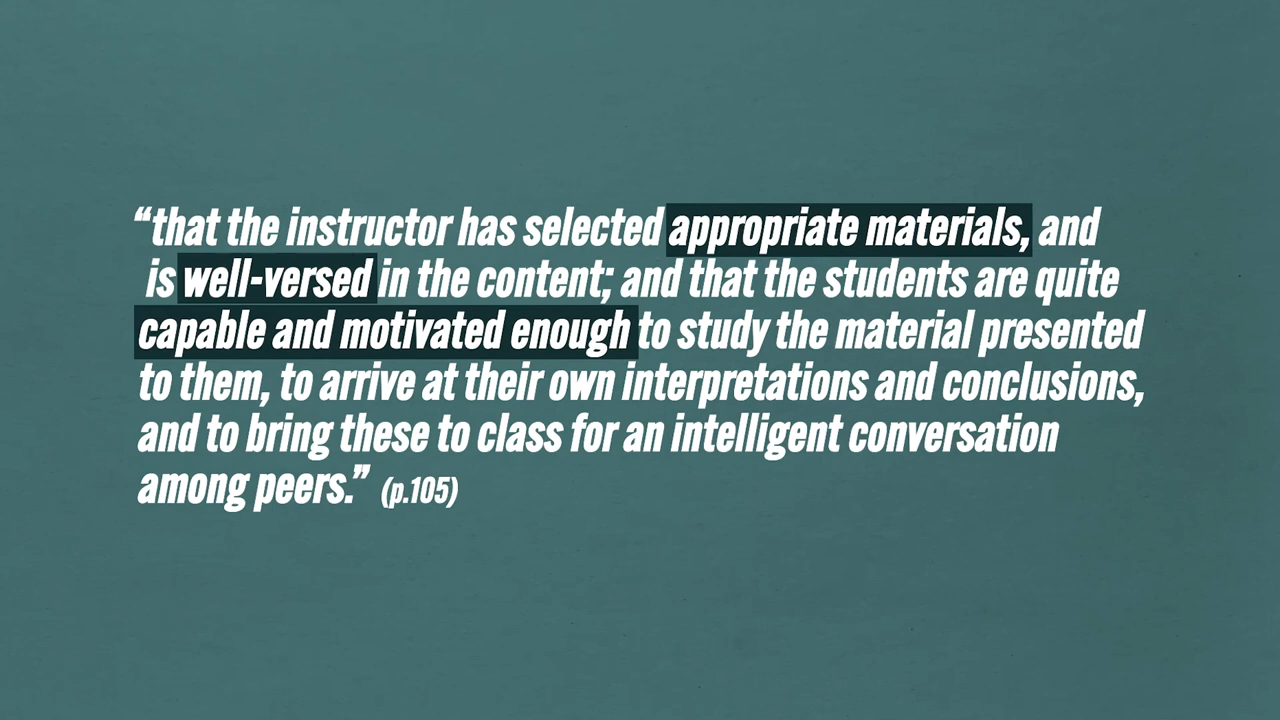 “that the instructor has selected appropriate materials, and
is well-versed in the content; and that the students are quite
capable and motivated enough to study the material presented
to them, to arrive at their own interpretations and conclusions,
and to bring these to class for an intelligent conversation
among peers.” (p.105)